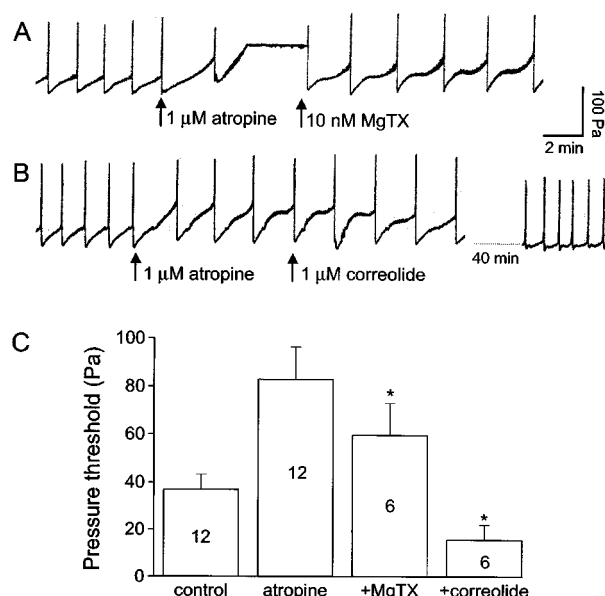 A
1 µM atropine
10 nM MgTX
100 Pa
2 min
B
1 µM atropine
1 µM correolide
40 min
C
Pressure threshold (Pa)
100
80
60
40
20
0
12
12
*
6
*
6
control
atropine
+MgTX
+correolide